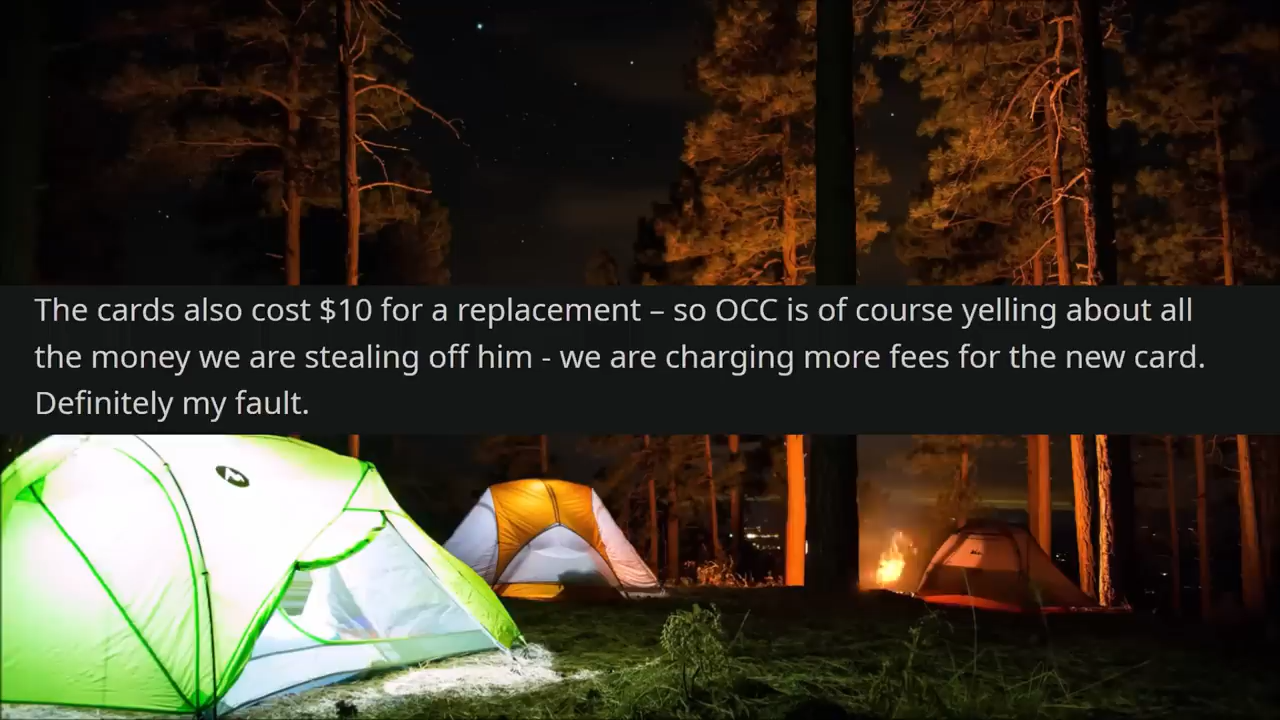 The cards also cost $10 for a replacement – so OCC is of course yelling about all
the money we are stealing off him - we are charging more fees for the new card.
Definitely my fault.